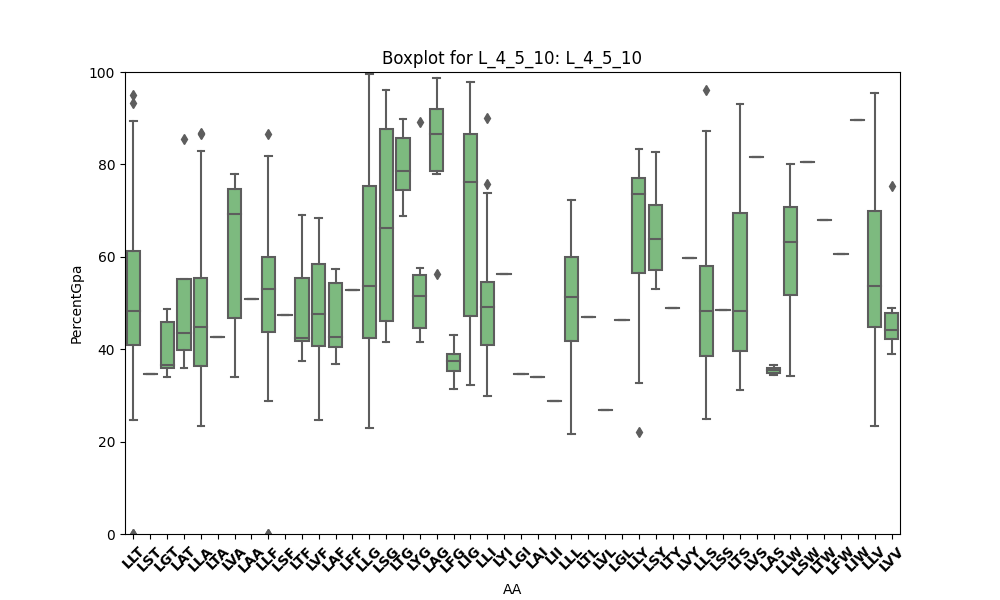 Boxplot for L_4_5_10: L_4_5_10
100
80
60
40
20
0
PercentGpa
LLT LST LGT LAT LLA LTA LVA LAA LLF LSF LTF LVF LAF LFF LLG LSG LTG LYG LAG LFG LIG LLI LYI LGI LAI LII LLL LTL LVL LGL LLY LSY LTY LVY LLS LSS LTS LVS LAS LLW LSW LTW LFW LIW LLV LVV
AA